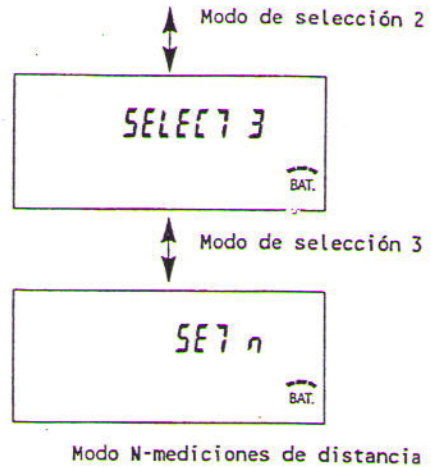 Modo de selección 2
SELECT 3
BAT.
Modo de selección 3
SET n
BAT.
Modo N-mediciones de distancia